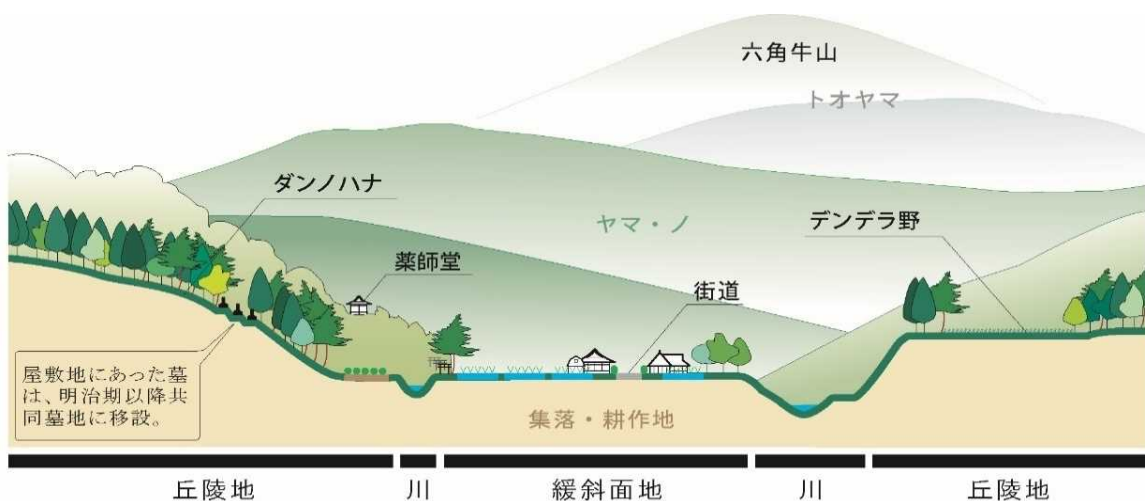 六角牛山
トオヤマ
ダンノハナ
ヤマ・ノ
デンデラ野
薬師堂
街道
屋敷地にあった墓
は、明治期以降共
同墓地に移設。
集落・耕作地
丘陵地
川
緩斜面地
川
丘陵地